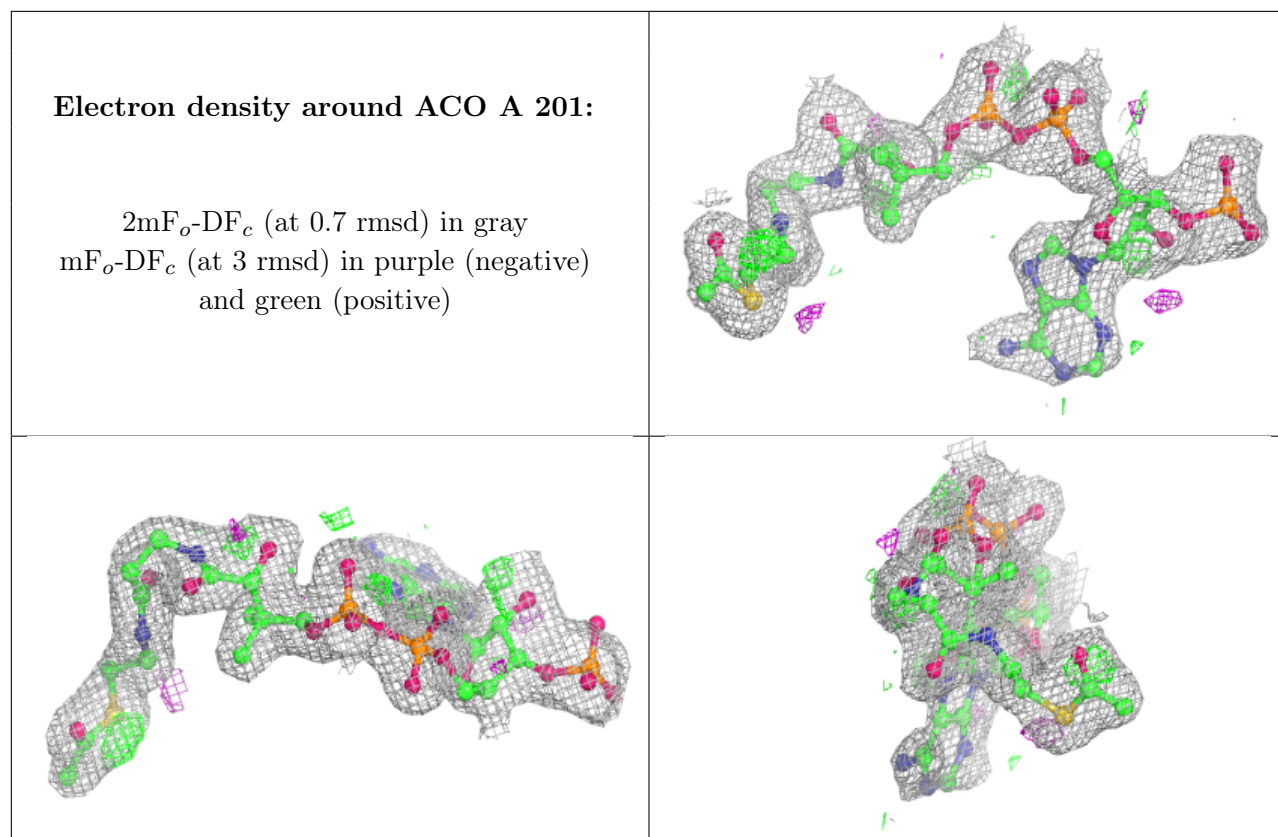 Electron density around ACO A 201:
2mFₒ-DF𝑐 (at 0.7 rmsd) in gray
mFₒ-DF𝑐 (at 3 rmsd) in purple (negative)
and green (positive)